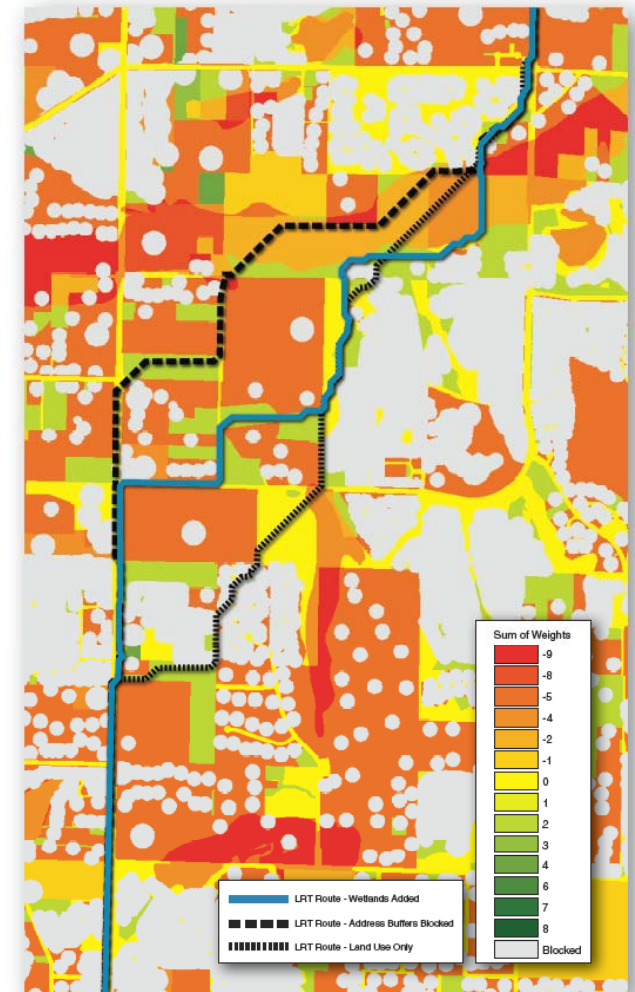 Sum of Weights
-9
-8
-5
-4
-2
-1
0
1
2
3
4
6
7
8
Blocked
LRT Route - Wetlands Added
LRT Route - Address Buffers Blocked
LRT Route - Land Use Only